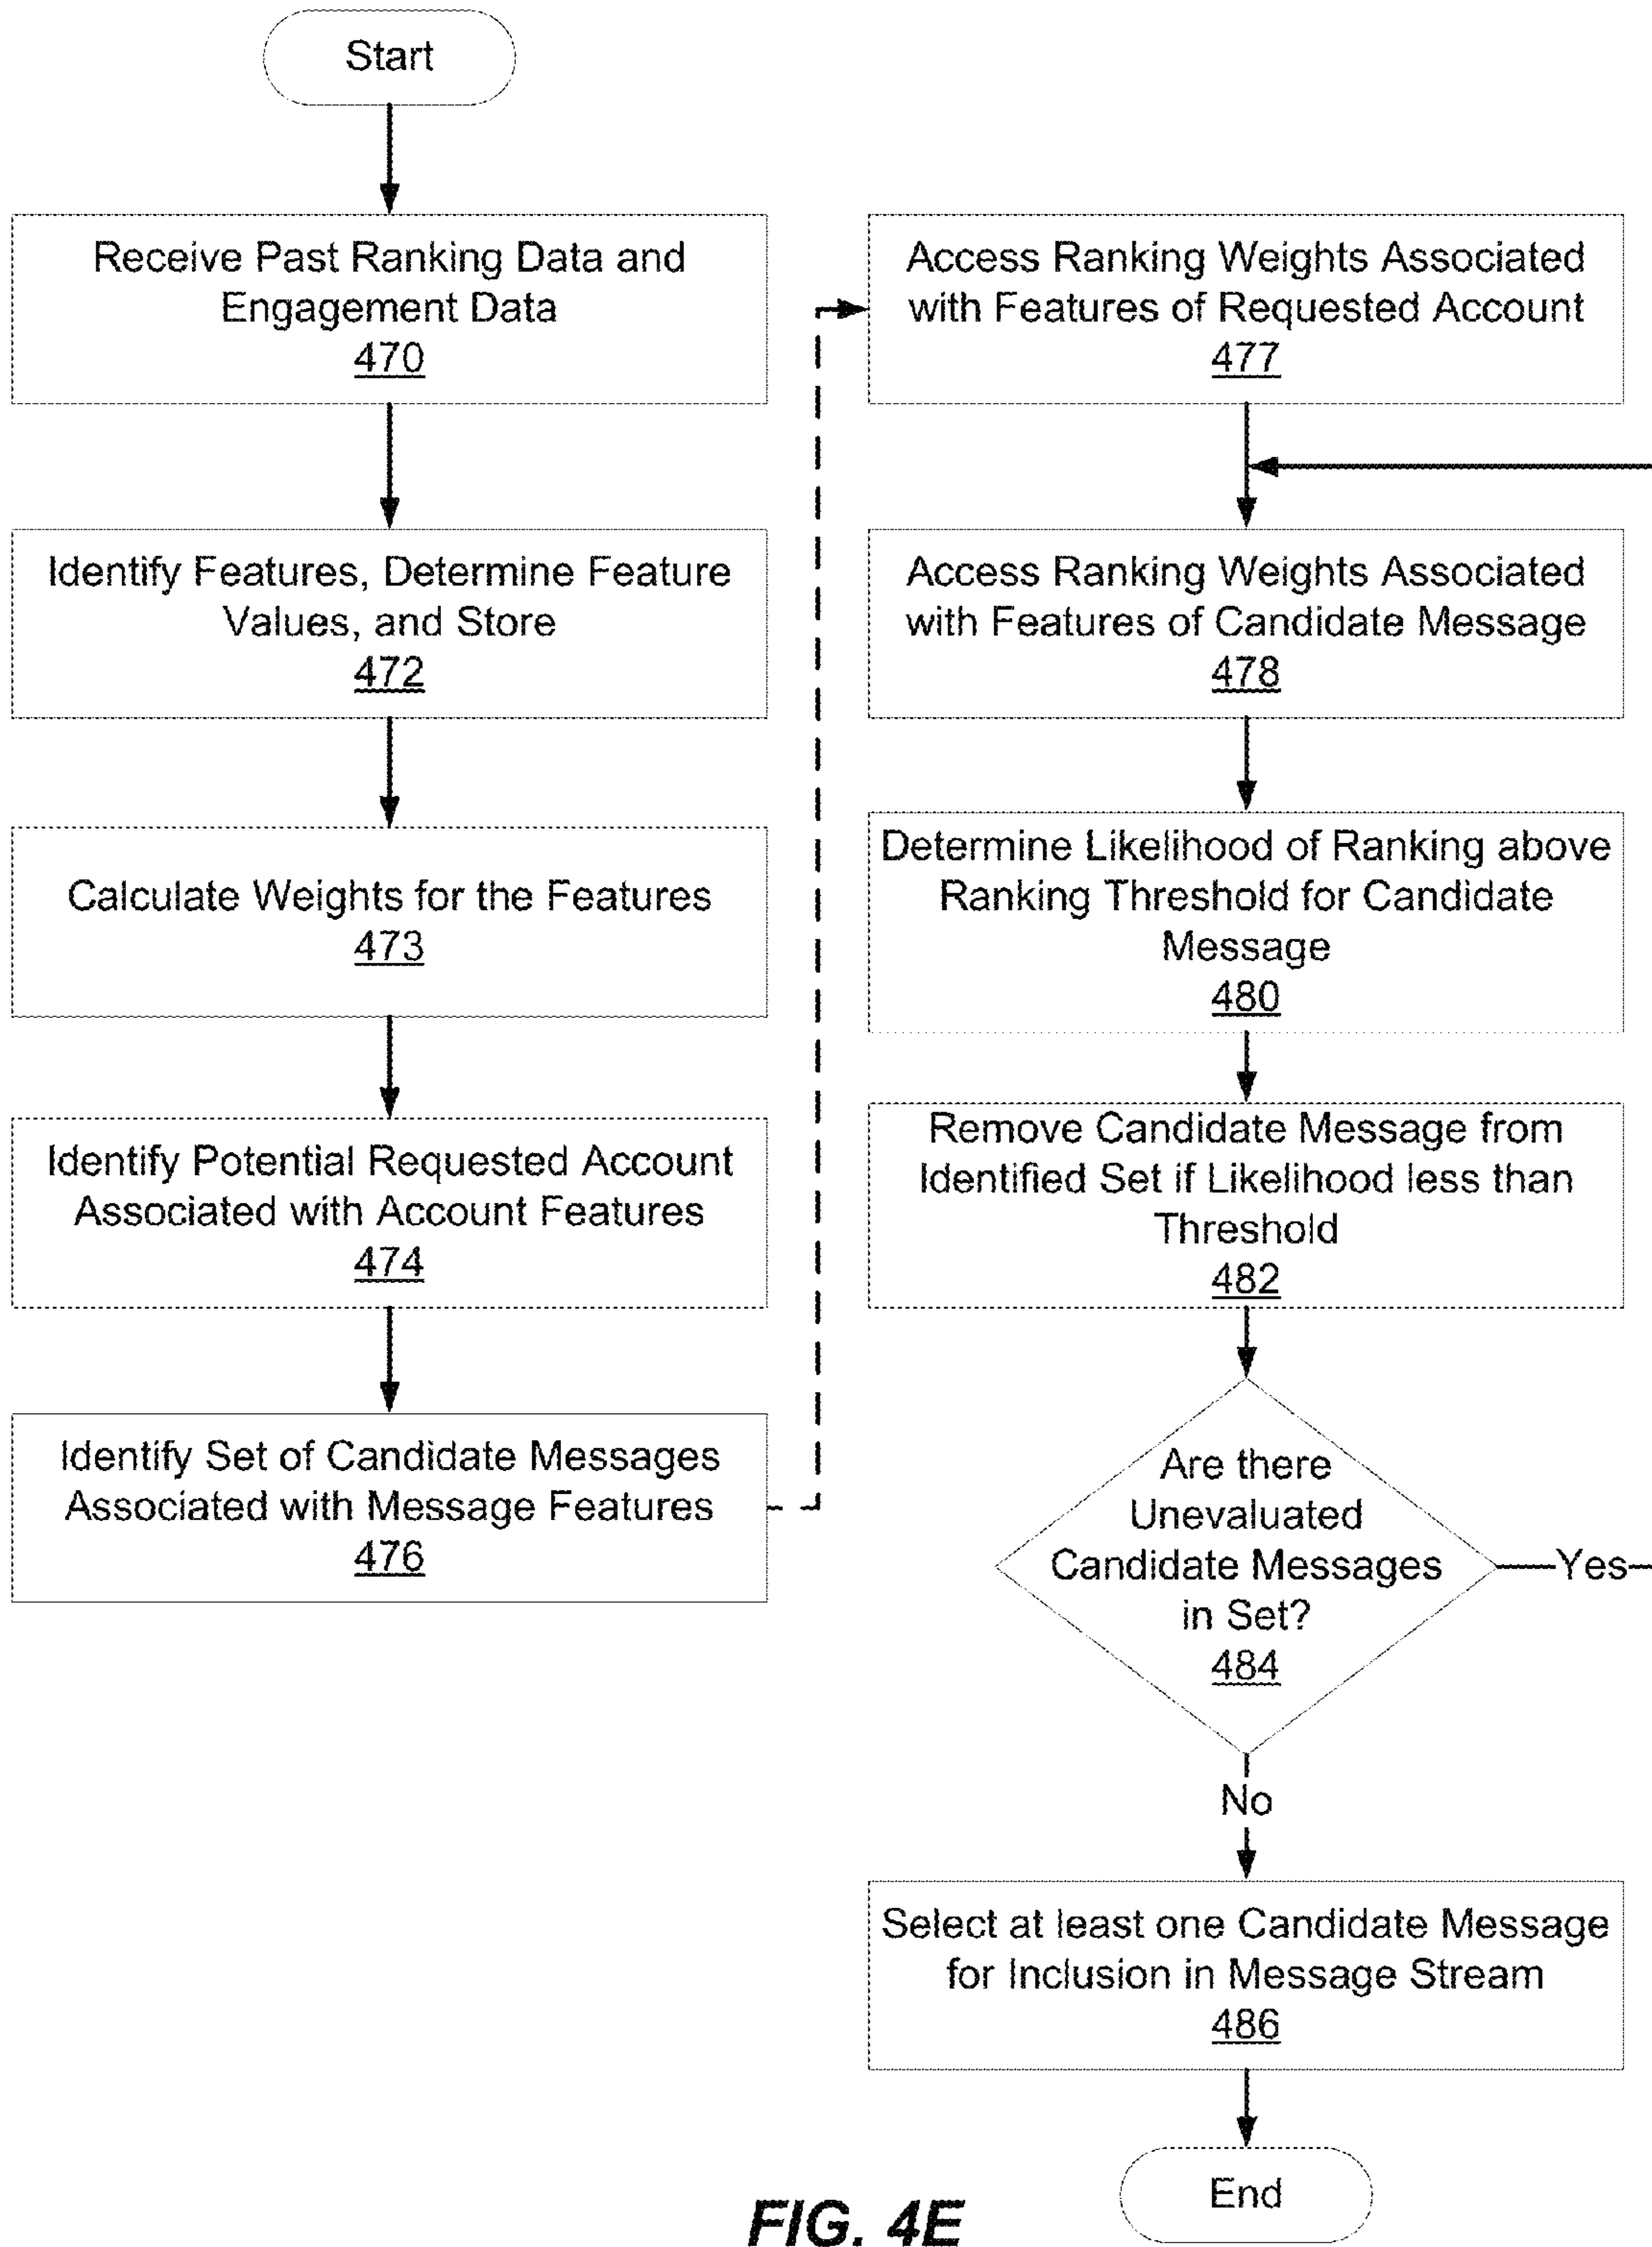 Start
Receive Past Ranking Data and
Engagement Data
470
Identify Features, Determine Feature
Values, and Store
472
Calculate Weights for the Features
473
Identify Potential Requested Account
Associated with Account Features
474
Identify Set of Candidate Messages
Associated with Message Features
476
Access Ranking Weights Associated
with Features of Requested Account
477
Access Ranking Weights Associated
with Features of Candidate Message
478
Determine Likelihood of Ranking above
Ranking Threshold for Candidate
Message
480
Remove Candidate Message from
Identified Set if Likelihood less than
Threshold
482
Are there
Unevaluated
Candidate Messages
in Set?
484
Yes
No
Select at least one Candidate Message
for Inclusion in Message Stream
486
End
FIG. 4E